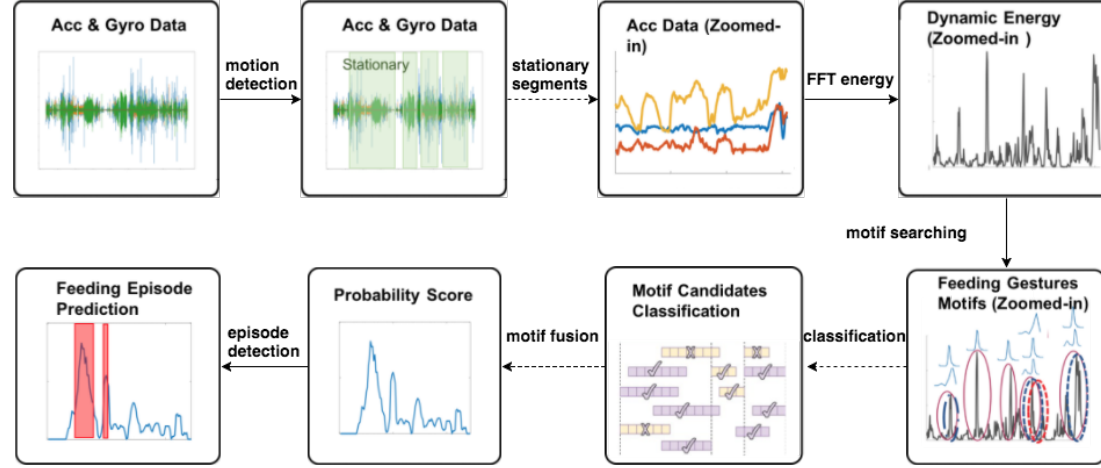 Acc & Gyro Data
motion
detection
Acc & Gyro Data
Stationary
stationary
segments
Acc Data (Zoomed-
in)
FFT energy
Dynamic Energy
(Zoomed-in )
motif searching
Feeding Gestures
Motifs (Zoomed-in)
classification
Motif Candidates
Classification
motif fusion
Probability Score
episode
detection
Feeding Episode
Prediction